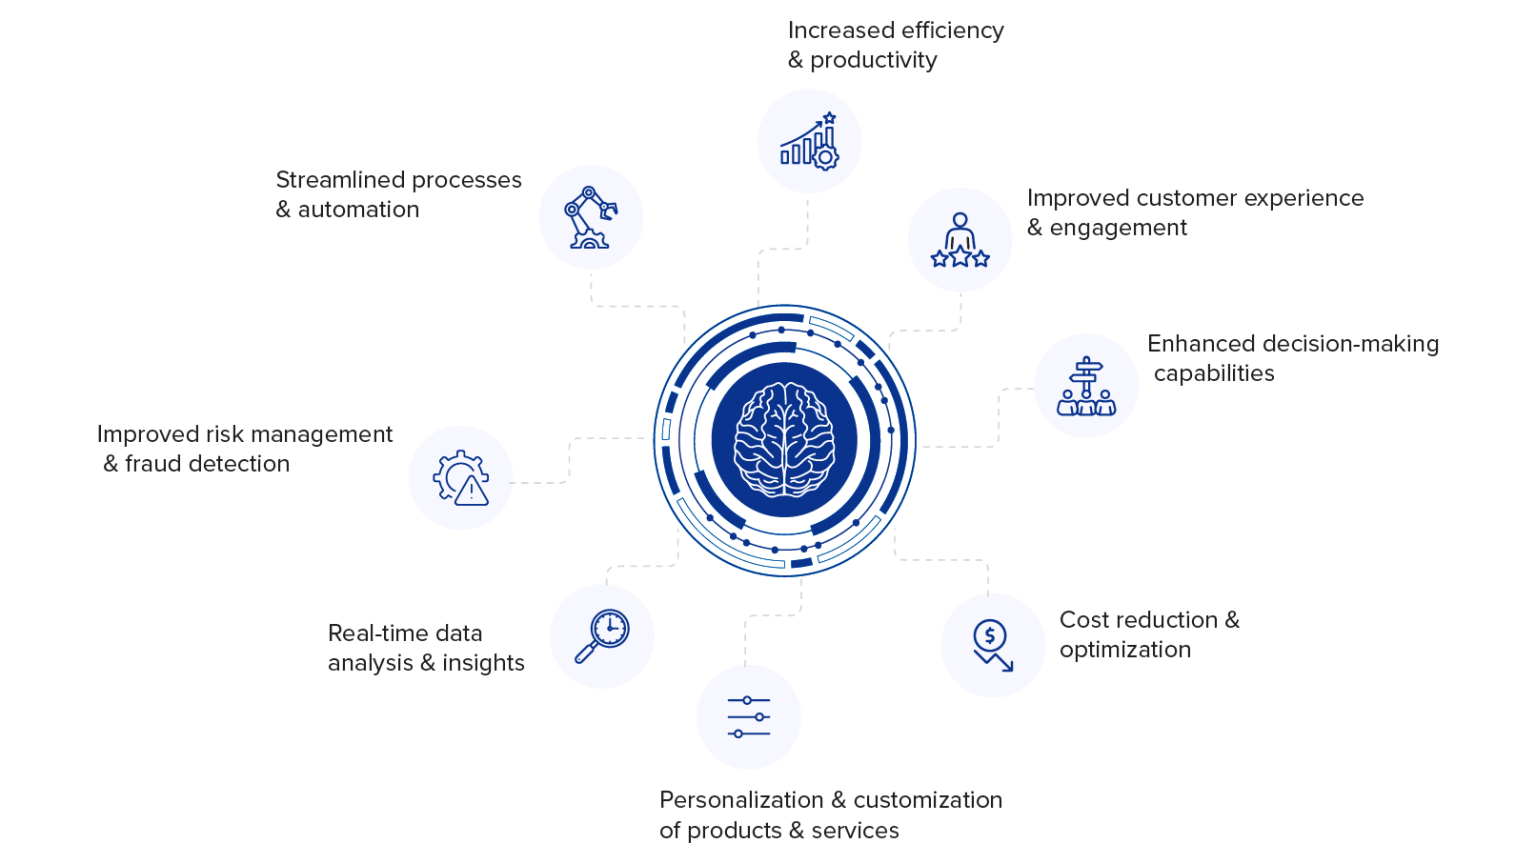 Increased efficiency
& productivity
Streamlined processes
& automation
Improved customer experience
& engagement
Enhanced decision-making
capabilities
Improved risk management
& fraud detection
Real-time data
analysis & insights
Cost reduction &
optimization
Personalization & customization
of products & services